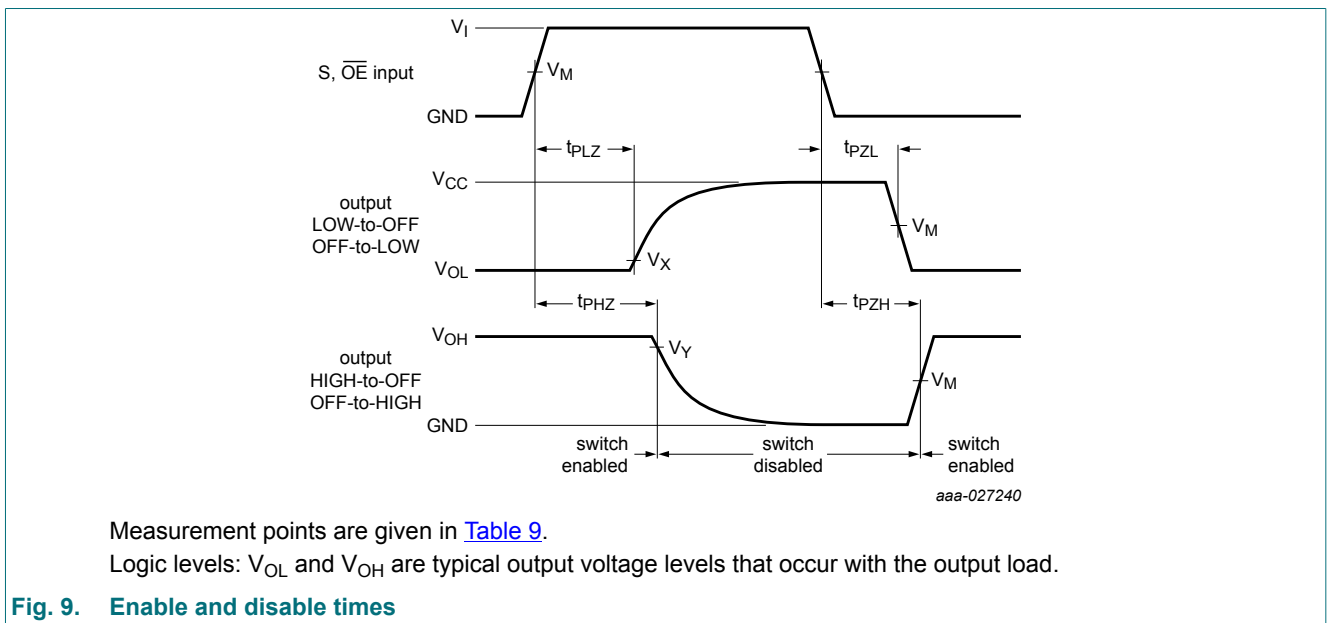 V_I
S, O̅E̅ input
V_M
GND
t_PLZ
t_PZL
V_CC
output
LOW-to-OFF
OFF-to-LOW
V_M
V_X
V_OL
t_PHZ
t_PZH
V_OH
V_Y
output
HIGH-to-OFF
OFF-to-HIGH
V_M
GND
switch
enabled
switch
disabled
switch
enabled
aaa-027240
Measurement points are given in Table 9.
Logic levels: V_OL and V_OH are typical output voltage levels that occur with the output load.
Fig. 9. Enable and disable times